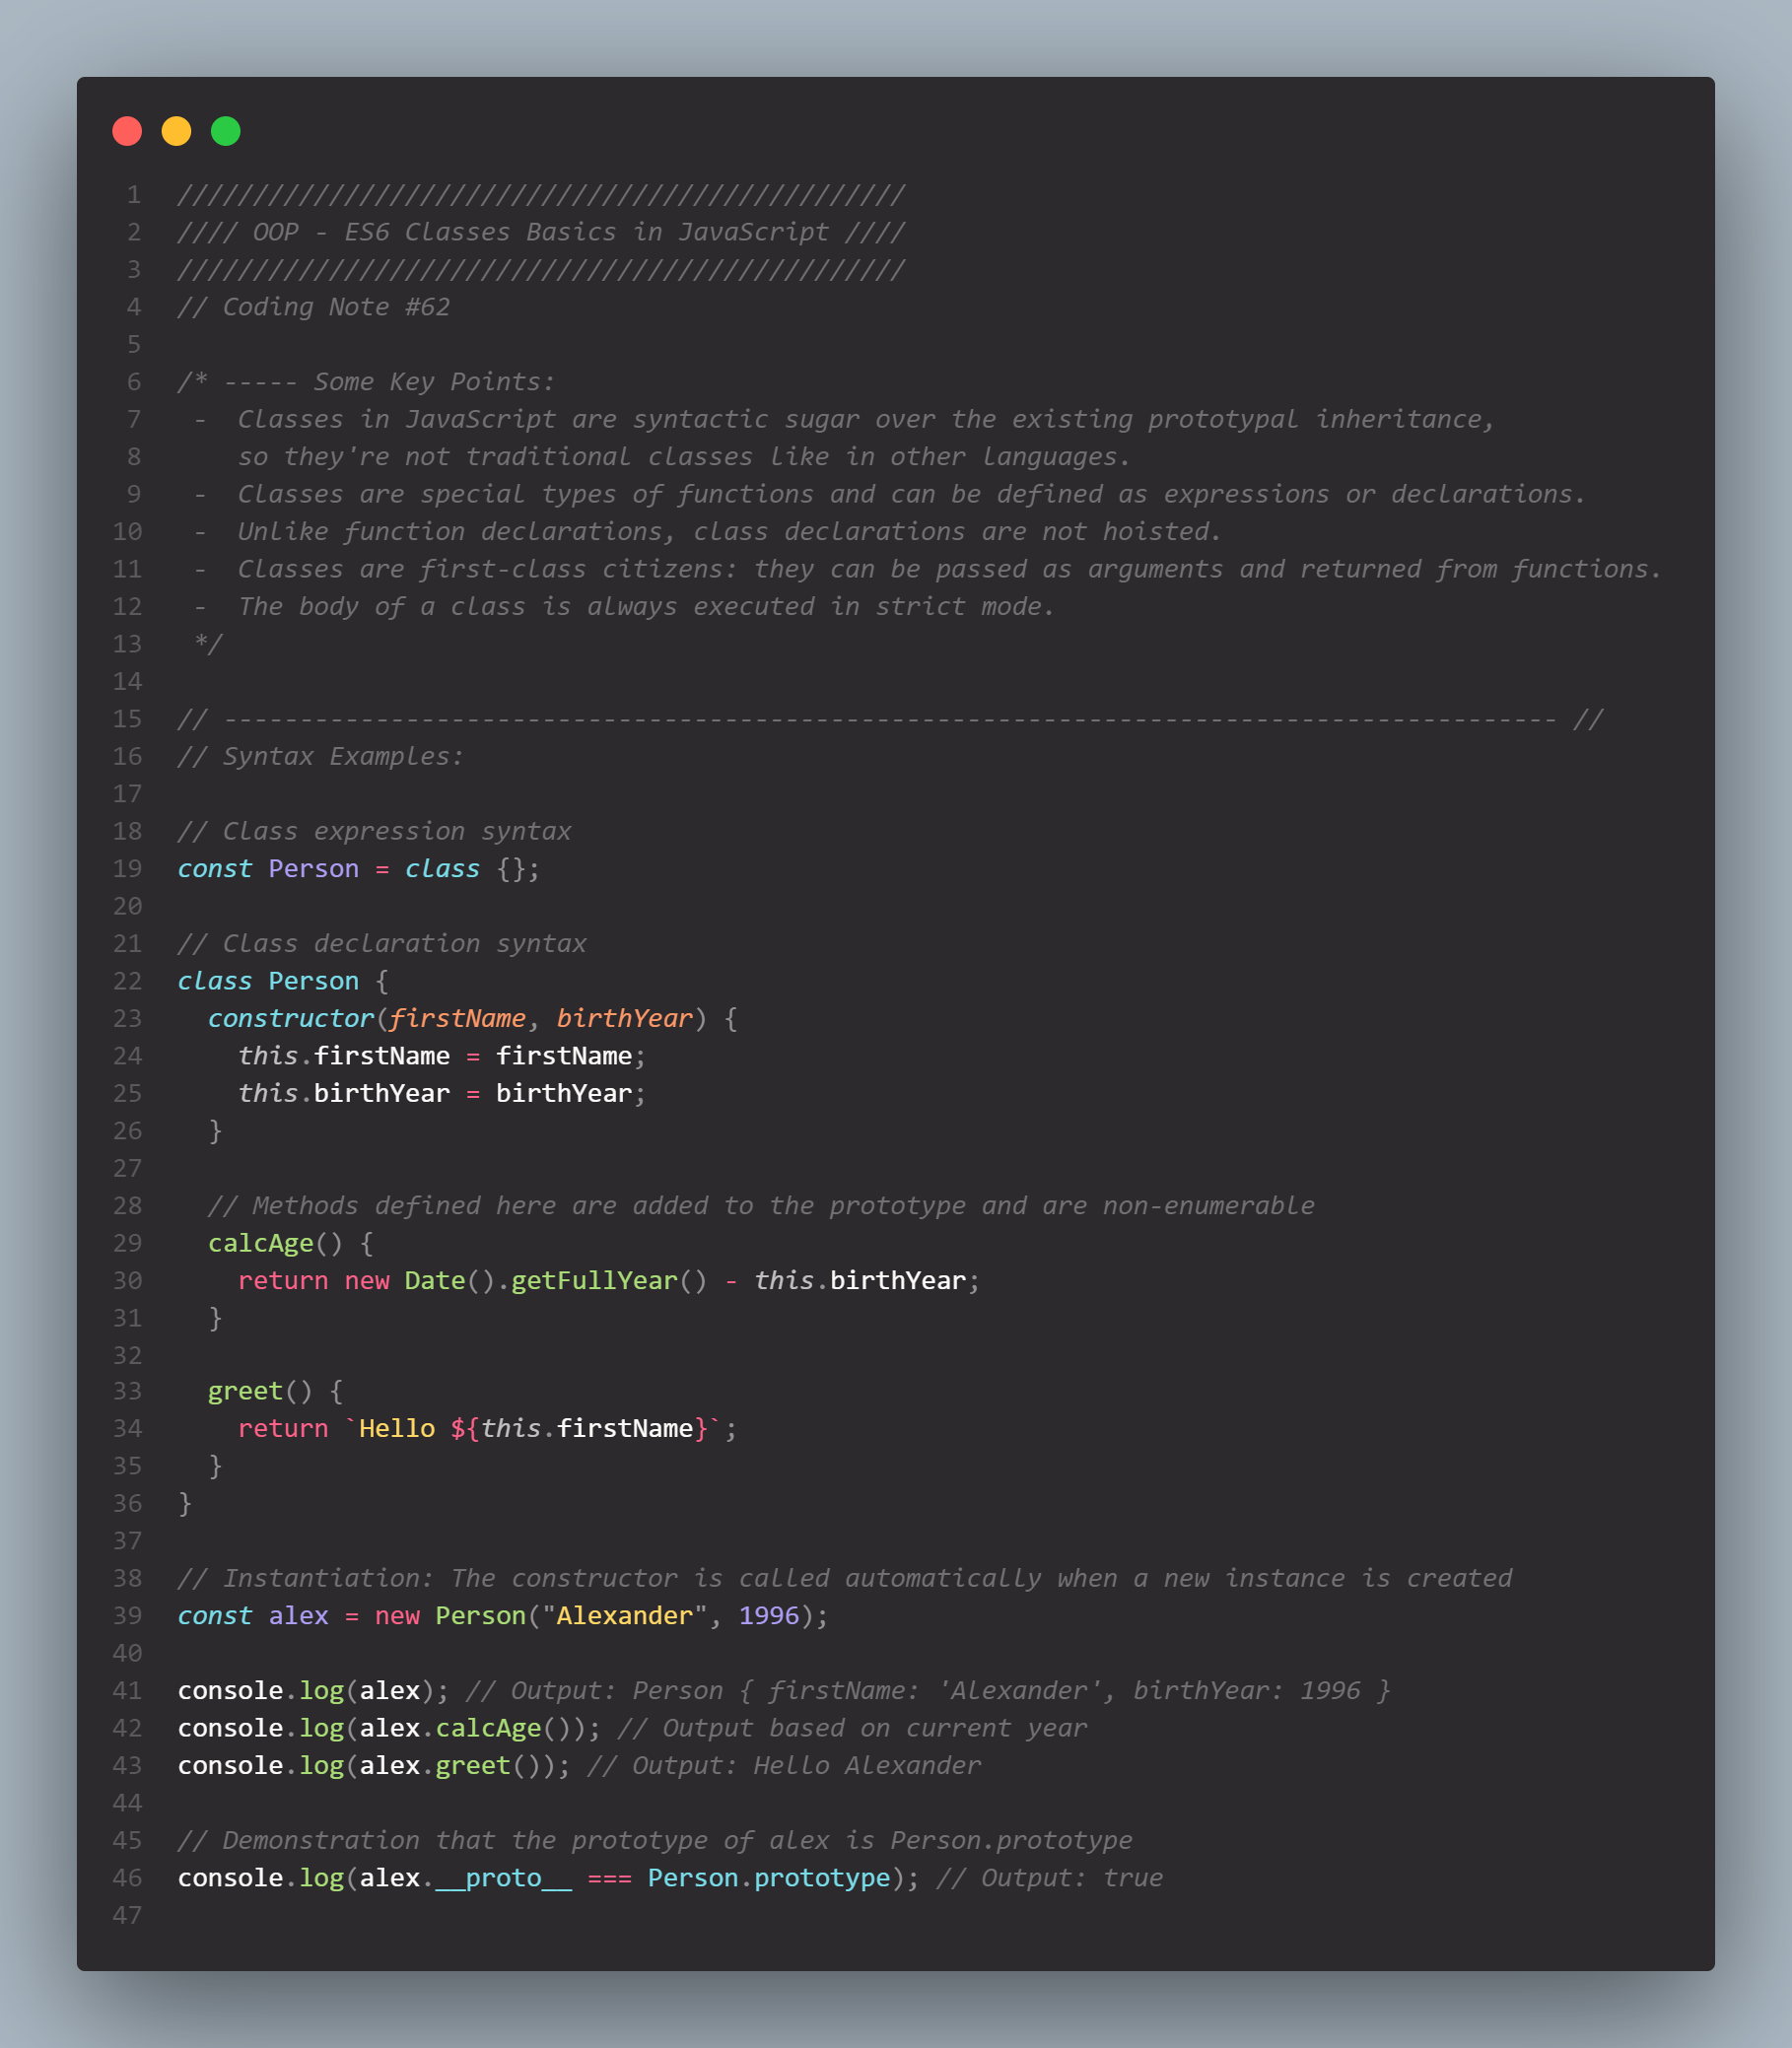 1 ////////////////////////////////////////////////
2 //// OOP - ES6 Classes Basics in JavaScript ////
3 ////////////////////////////////////////////////
4 // Coding Note #62
5
6 /* ----- Some Key Points:
7  -  Classes in JavaScript are syntactic sugar over the existing prototypal inheritance,
8     so they're not traditional classes like in other languages.
9  -  Classes are special types of functions and can be defined as expressions or declarations.
10  -  Unlike function declarations, class declarations are not hoisted.
11  -  Classes are first-class citizens: they can be passed as arguments and returned from functions.
12  -  The body of a class is always executed in strict mode.
13  */
14
15 // ---------------------------------------------------------------------------------------- //
16 // Syntax Examples:
17
18 // Class expression syntax
19 const Person = class {};
20
21 // Class declaration syntax
22 class Person {
23   constructor(firstName, birthYear) {
24     this.firstName = firstName;
25     this.birthYear = birthYear;
26   }
27
28   // Methods defined here are added to the prototype and are non-enumerable
29   calcAge() {
30     return new Date().getFullYear() - this.birthYear;
31   }
32
33   greet() {
34     return `Hello ${this.firstName}`;
35   }
36 }
37
38 // Instantiation: The constructor is called automatically when a new instance is created
39 const alex = new Person("Alexander", 1996);
40
41 console.log(alex); // Output: Person { firstName: 'Alexander', birthYear: 1996 }
42 console.log(alex.calcAge()); // Output based on current year
43 console.log(alex.greet()); // Output: Hello Alexander
44
45 // Demonstration that the prototype of alex is Person.prototype
46 console.log(alex.__proto__ === Person.prototype); // Output: true
47